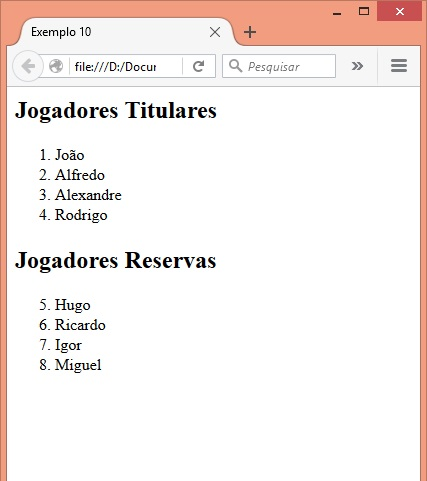 Exemplo 10
file:///D:/Docur
Pesquisar
Jogadores Titulares
1. João
2. Alfredo
3. Alexandre
4. Rodrigo
Jogadores Reservas
5. Hugo
6. Ricardo
7. Igor
8. Miguel